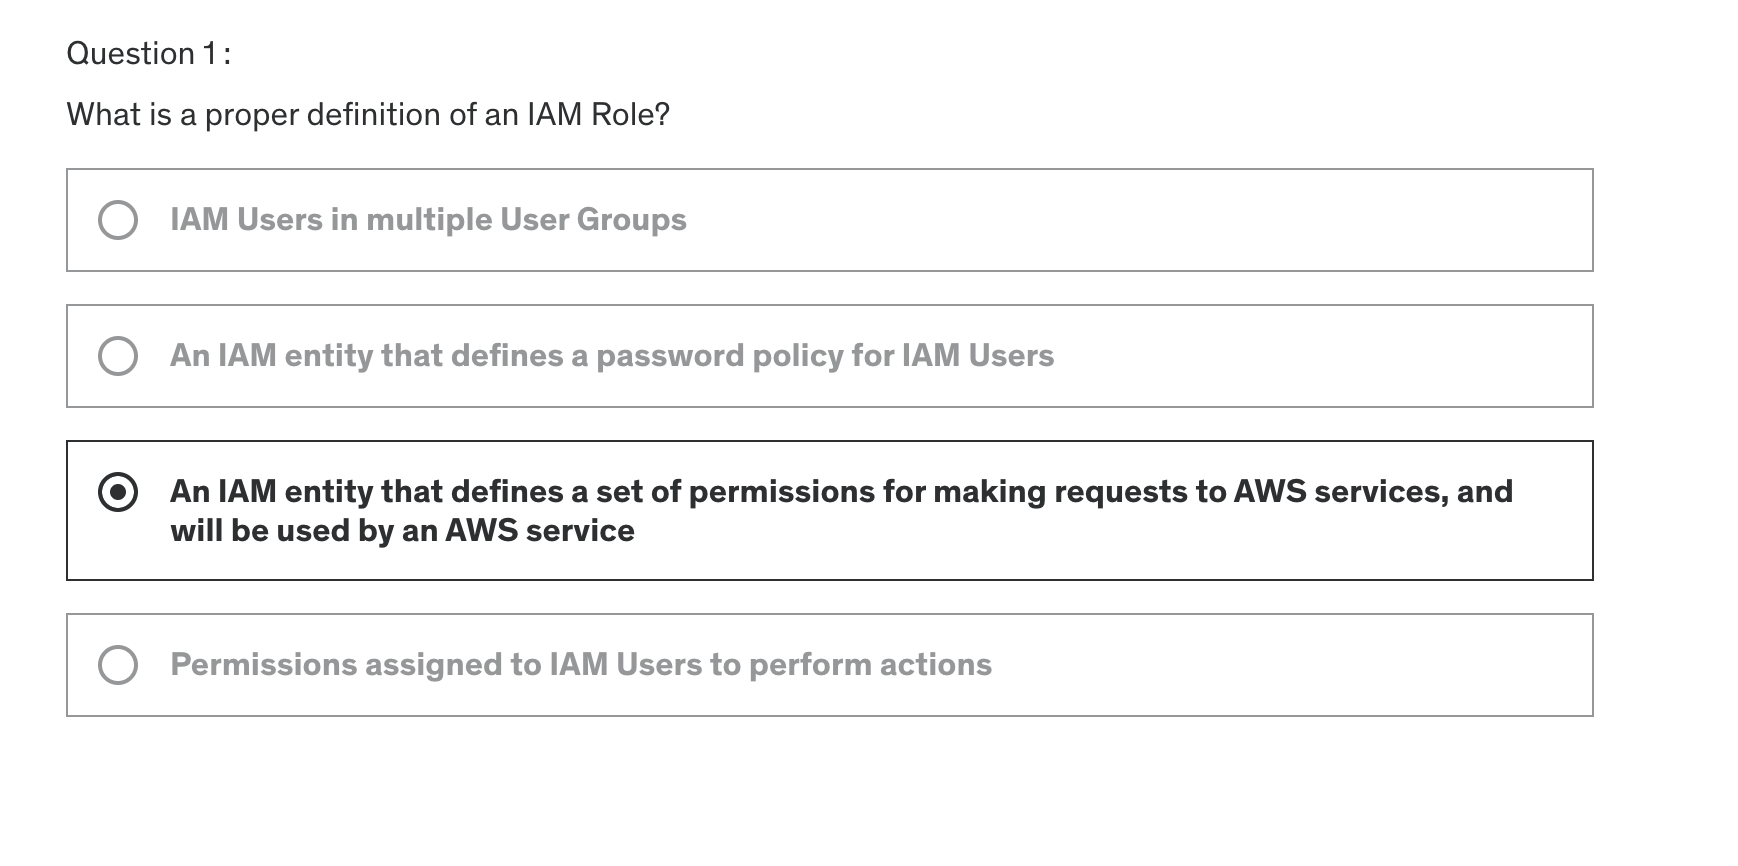 Question 1:
What is a proper definition of an IAM Role?
IAM Users in multiple User Groups
An IAM entity that defines a password policy for IAM Users
An IAM entity that defines a set of permissions for making requests to AWS services, and
will be used by an AWS service
Permissions assigned to IAM Users to perform actions